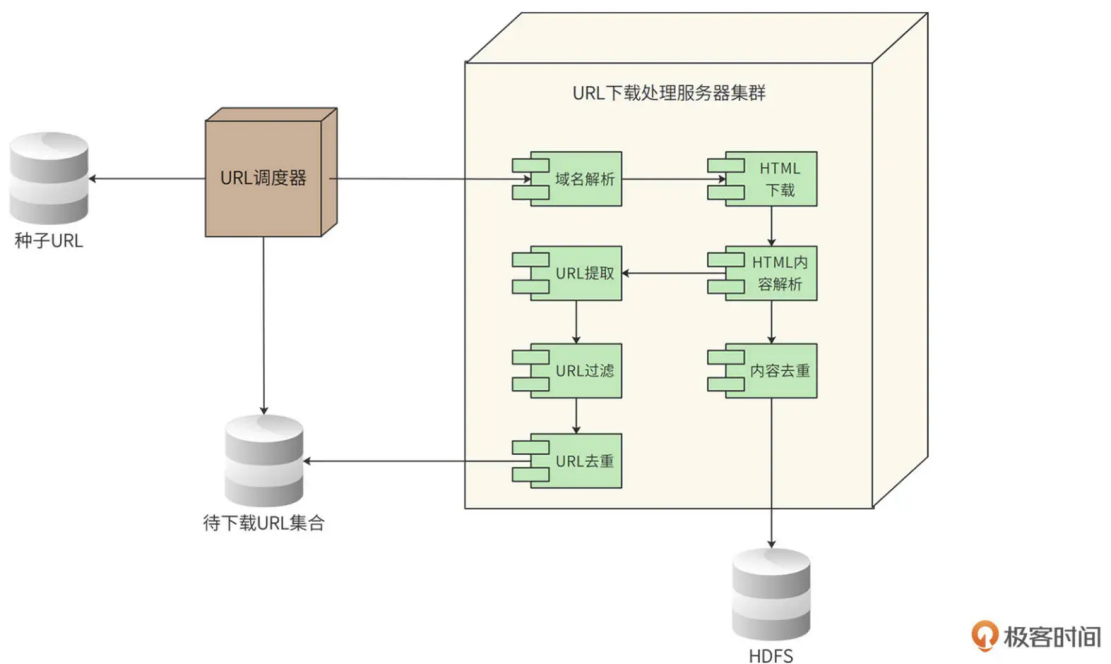 URL下载处理服务器集群
URL调度器
域名解析
HTML
下载
种子URL
URL提取
HTML内
容解析
URL过滤
内容去重
URL去重
待下载URL集合
极客时间
HDFS